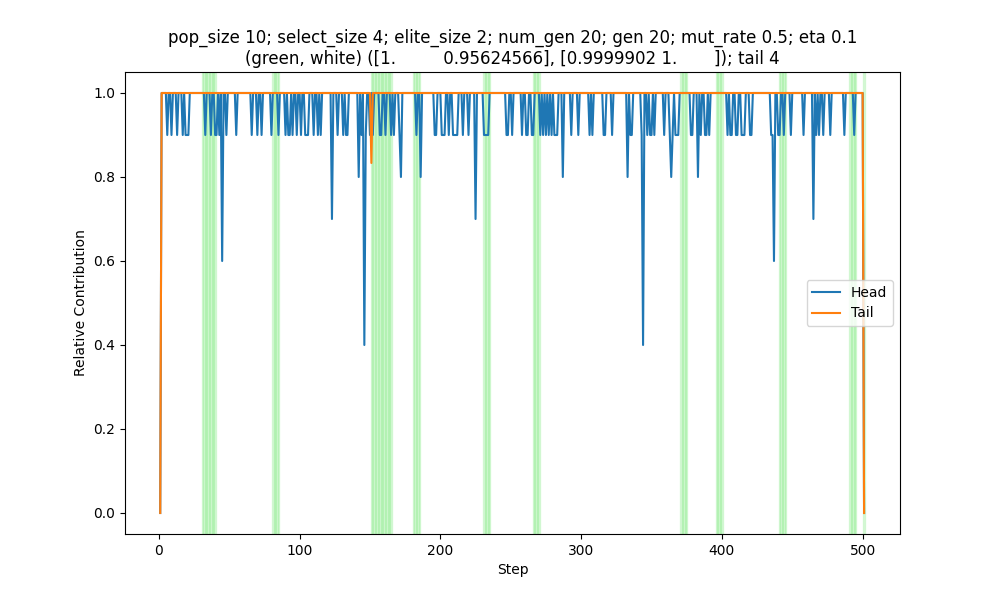 pop_size 10; select_size 4; elite_size 2; num_gen 20; gen 20; mut_rate 0.5; eta 0.1
(green, white) ([1.         0.95624566], [0.9999902 1.       ]); tail 4
1.0
0.8
0.6
0.4
0.2
0.0
Relative Contribution
Head
Tail
0
100
200
300
400
500
Step